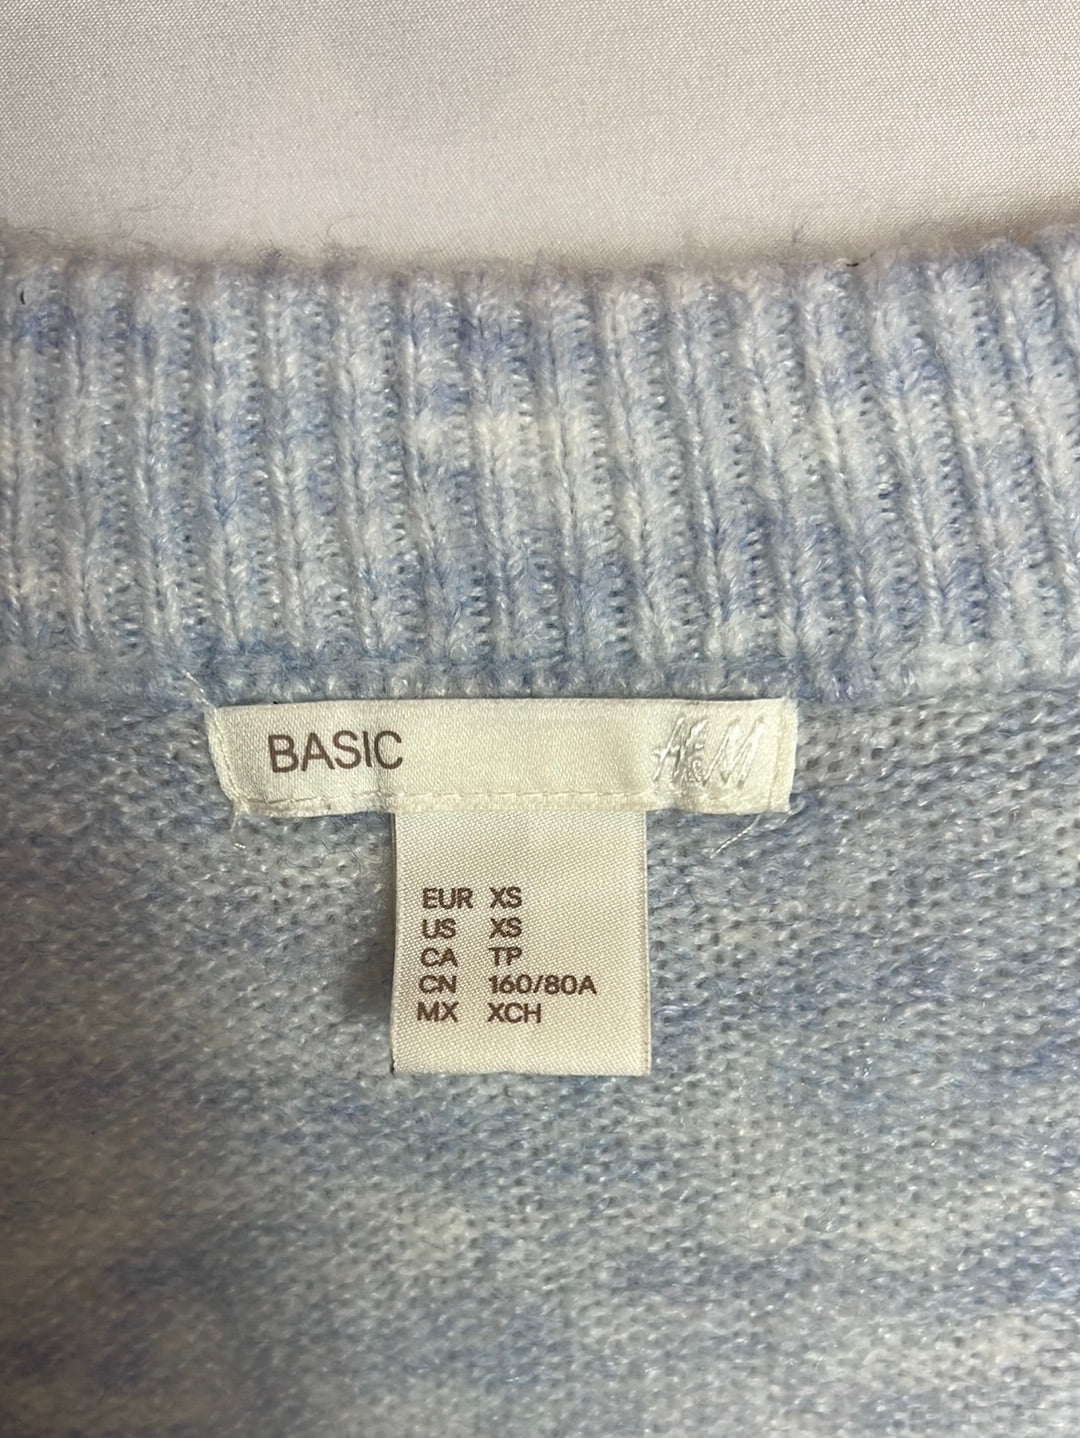 BASIC H&M
EUR XS
US XS
CA TP
CN 160/80A
MX XCH